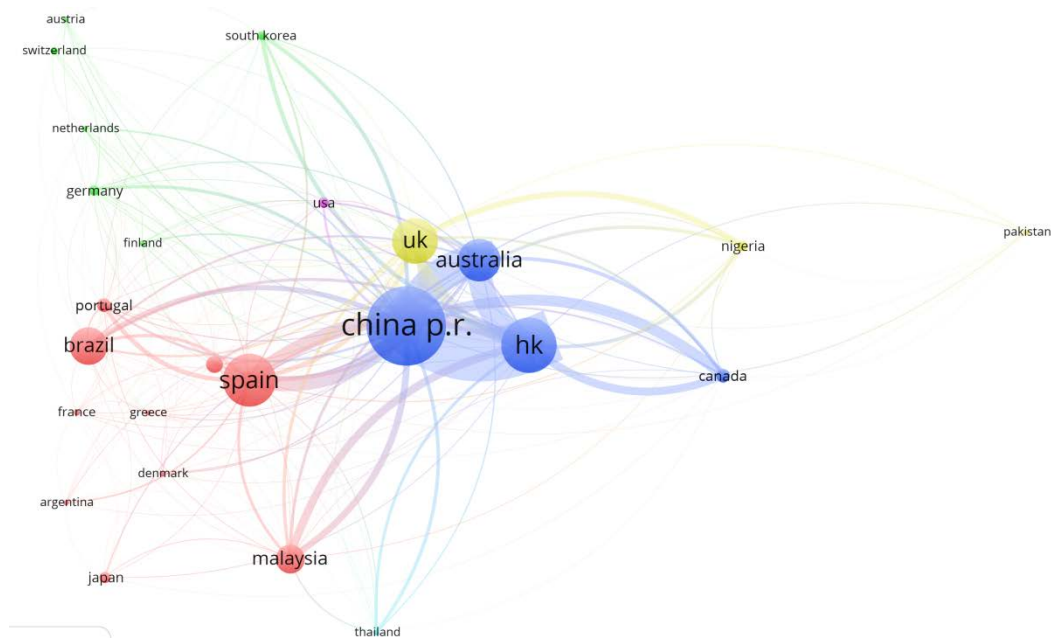 austria
south korea
switzerland
netherlands
germany
usa
finland
uk
nigeria
pakistan
australia
portugal
china p.r.
brazil
hk
spain
canada
france
greece
denmark
argentina
malaysia
japan
thailand